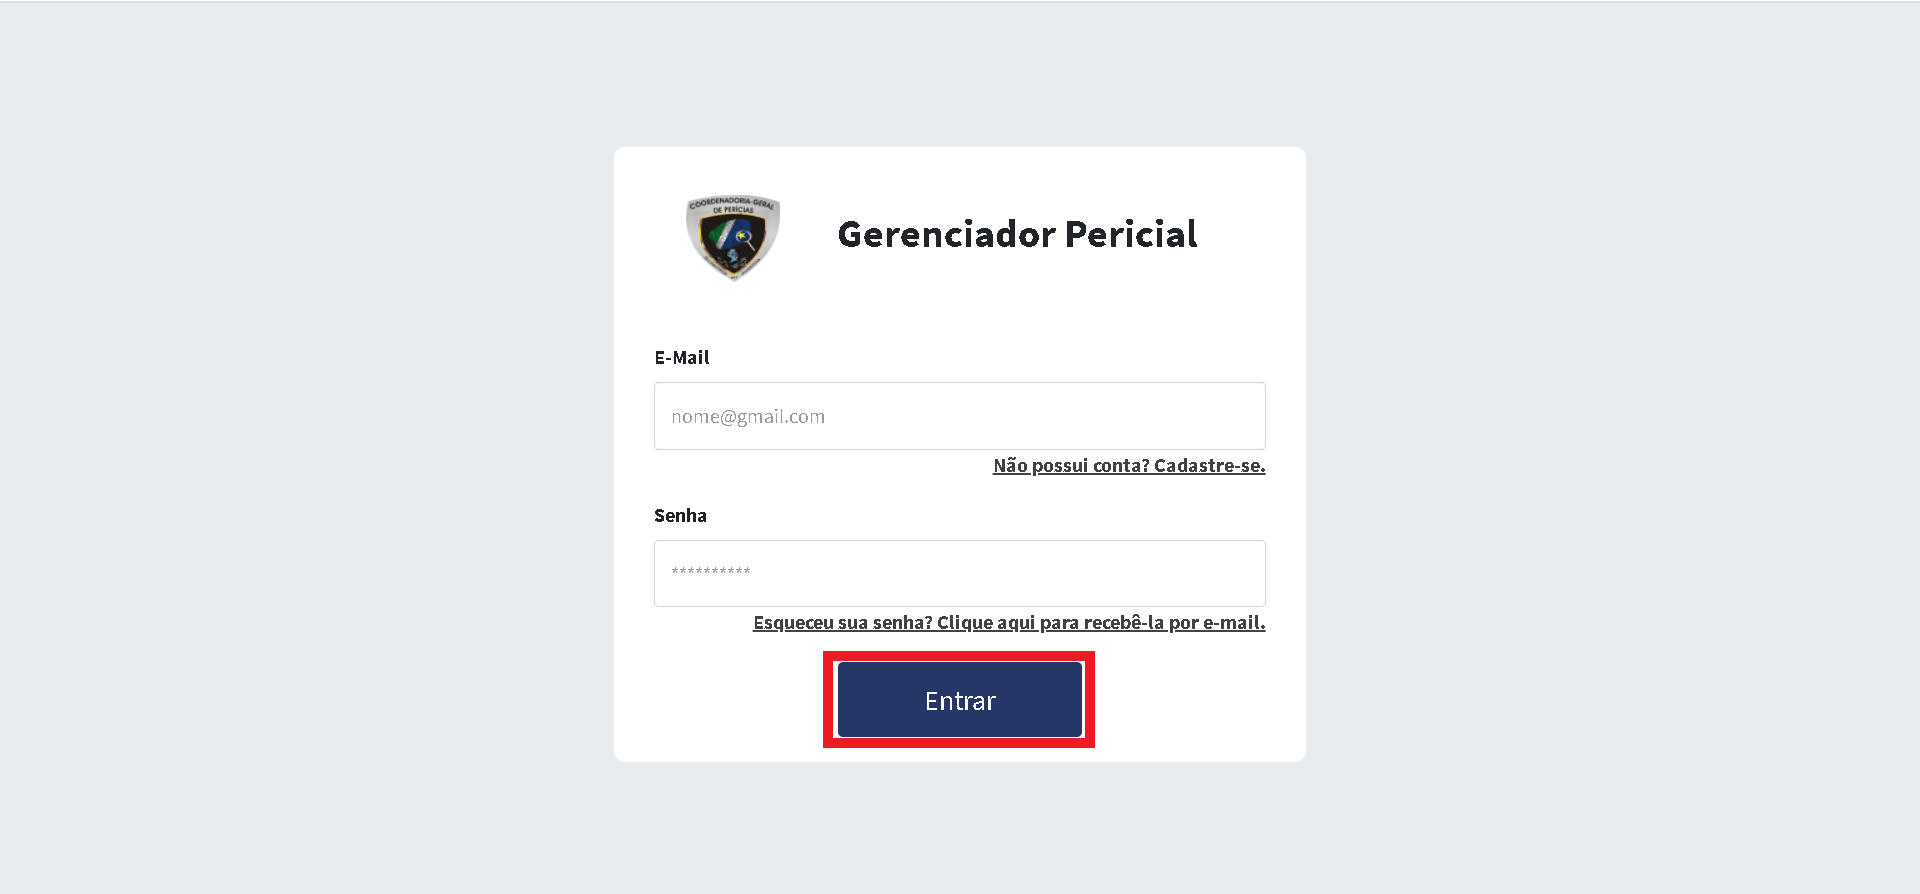 COORDENADORIA-GERAL
DE PERÍCIAS
Gerenciador Pericial
E-Mail
nome@gmail.com
Não possui conta? Cadastre-se.
Senha
**********
Esqueceu sua senha? Clique aqui para recebê-la por e-mail.
Entrar